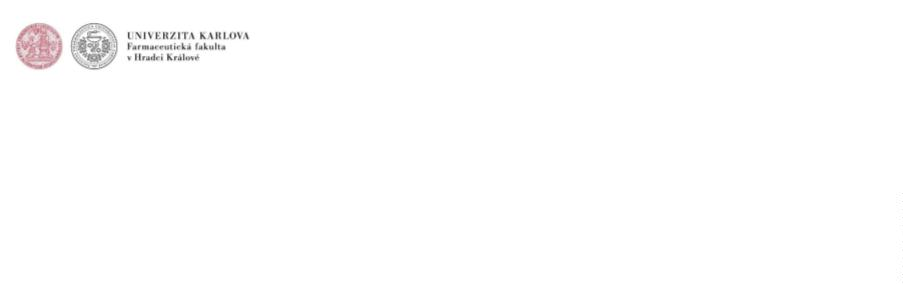 UNIVERZITA KARLOVA
Farmaceutická fakulta
v Hradci Králové